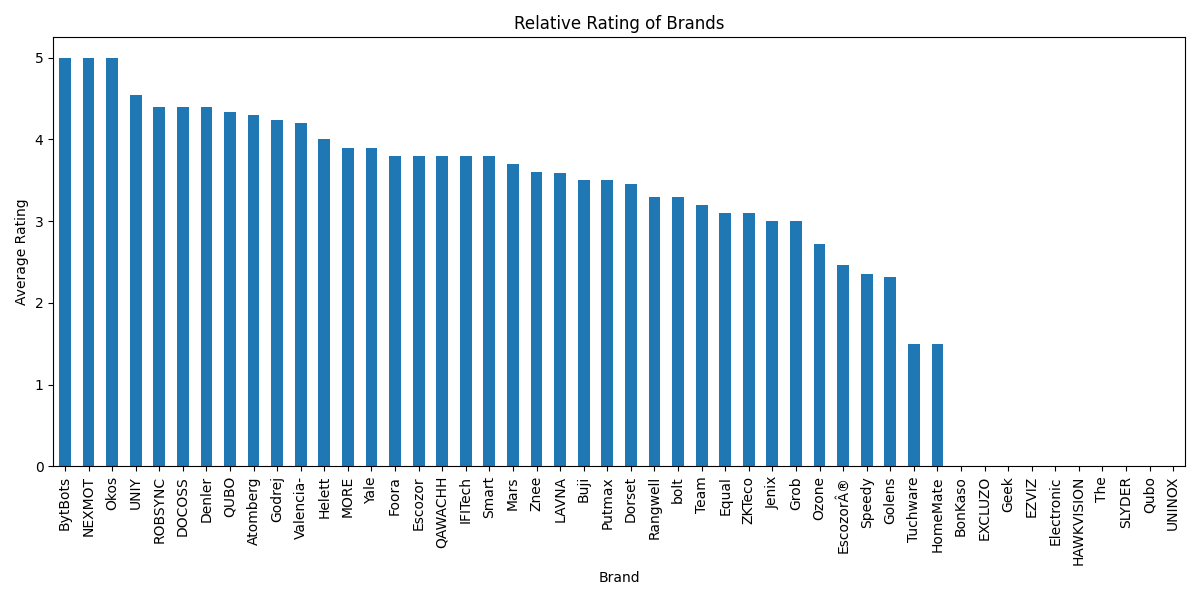 Relative Rating of Brands
Average Rating
5
4
3
2
1
0
BytBots
NEXMOT
Okos
UNIY
ROBSYNC
DOCOSS
Denler
QUBO
Atomberg
Godrej
Valencia-
Helett
MORE
Yale
Foora
Escozor
QAWACHH
IFITech
Smart
Mars
Znee
LAVNA
Buji
Putmax
Dorset
Rangwell
bolt
Team
Equal
ZKTeco
Jenix
Grob
Ozone
EscozorÂ®
Speedy
Golens
Tuchware
HomeMate
BonKaso
EXCLUZO
Geek
EZVIZ
Electronic
HAWKVISION
The
SLYDER
Qubo
UNINOX
Brand